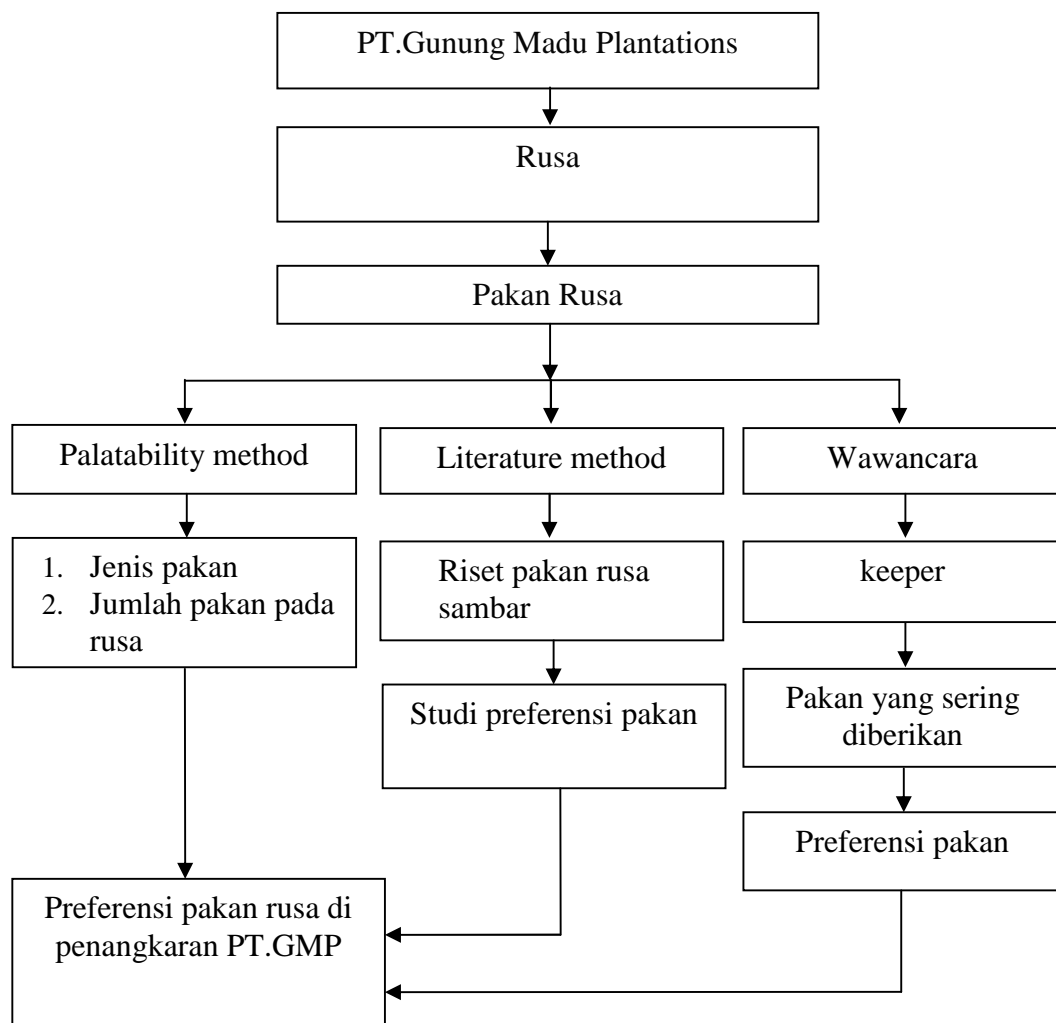 PT.Gunung Madu Plantations
Rusa
Pakan Rusa
Palatability method
Literature method
Wawancara
1. Jenis pakan
2. Jumlah pakan pada
rusa
Riset pakan rusa
sambar
keeper
Studi preferensi pakan
Pakan yang sering
diberikan
Preferensi pakan
Preferensi pakan rusa di
penangkaran PT.GMP